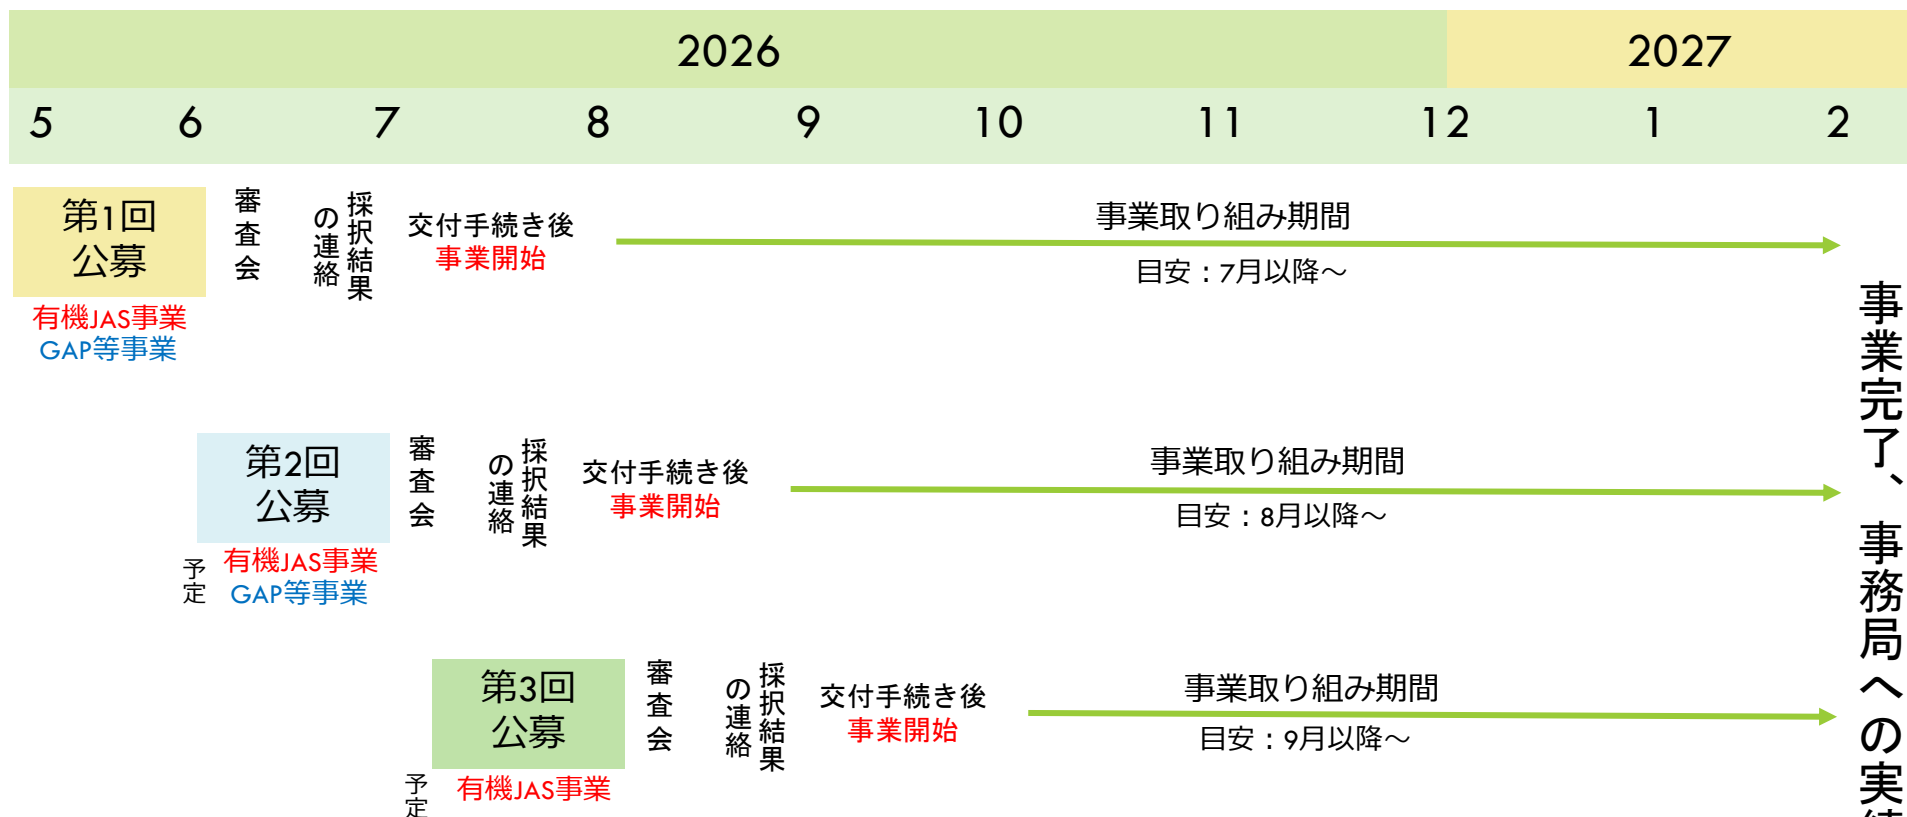 2026
2027
5 6 7 8 9 10 11 12 1 2
第1回
公募
有機JAS事業
GAP等事業
審査会
採択結果
の連絡
交付手続き後
事業開始
事業取り組み期間
目安：7月以降～
第2回
公募
予定
有機JAS事業
GAP等事業
審査会
採択結果
の連絡
交付手続き後
事業開始
事業取り組み期間
目安：8月以降～
第3回
公募
予定
有機JAS事業
審査会
採択結果
の連絡
交付手続き後
事業開始
事業取り組み期間
目安：9月以降～
事業完了、事務局への実